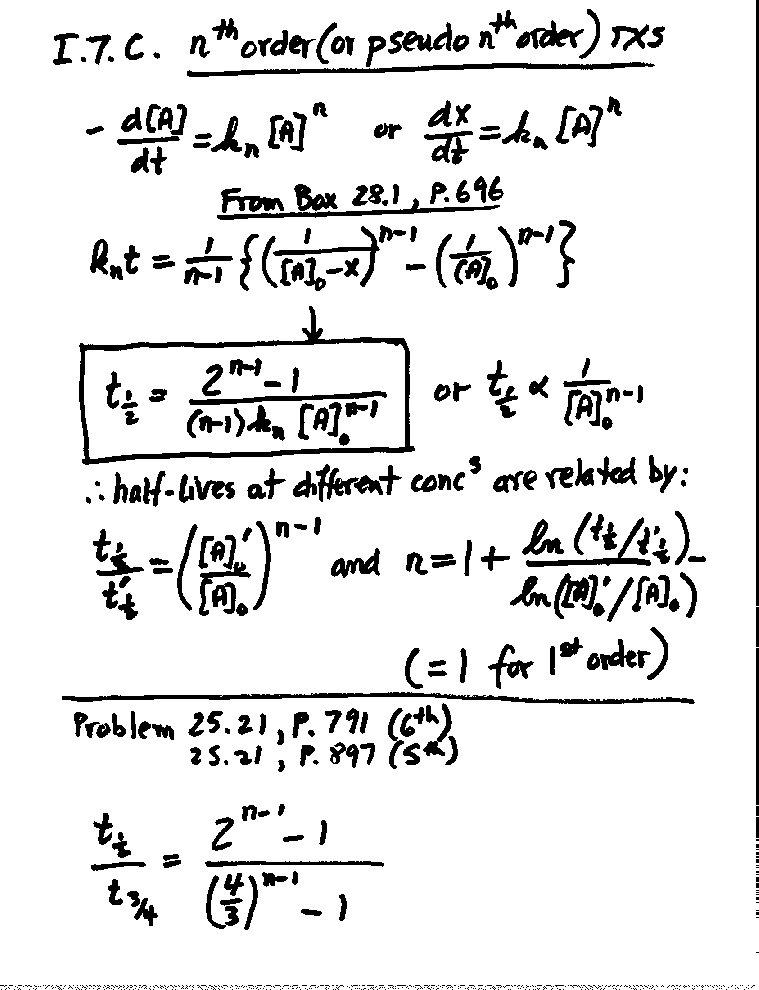 I.7.C. nth order (or pseudo nth order) rxs
- d[A]/dt = kn [A]^n or dx/dt = kn [A]^n
From Box 28.1, P.696
knt = 1/(n-1) {(1/([A]₀-x))^(n-1) - (1/[A]₀)^(n-1)}
↓
t½ = (2^(n-1) - 1)/((n-1) kn [A]₀^(n-1)) or t½ ∝ 1/[A]₀^(n-1)
∴ half-lives at different concs are related by:
t½/t'½ = ([A]₀'/[A]₀)^(n-1) and n = 1 + ln(t½/t'½)/ln([A]₀'/[A]₀)
(= 1 for 1st order)
Problem 25.21, P. 791 (6th)
25.21, P. 897 (5th)
t½/t¾ = (2^(n-1) - 1)/((4/3)^(n-1) - 1)